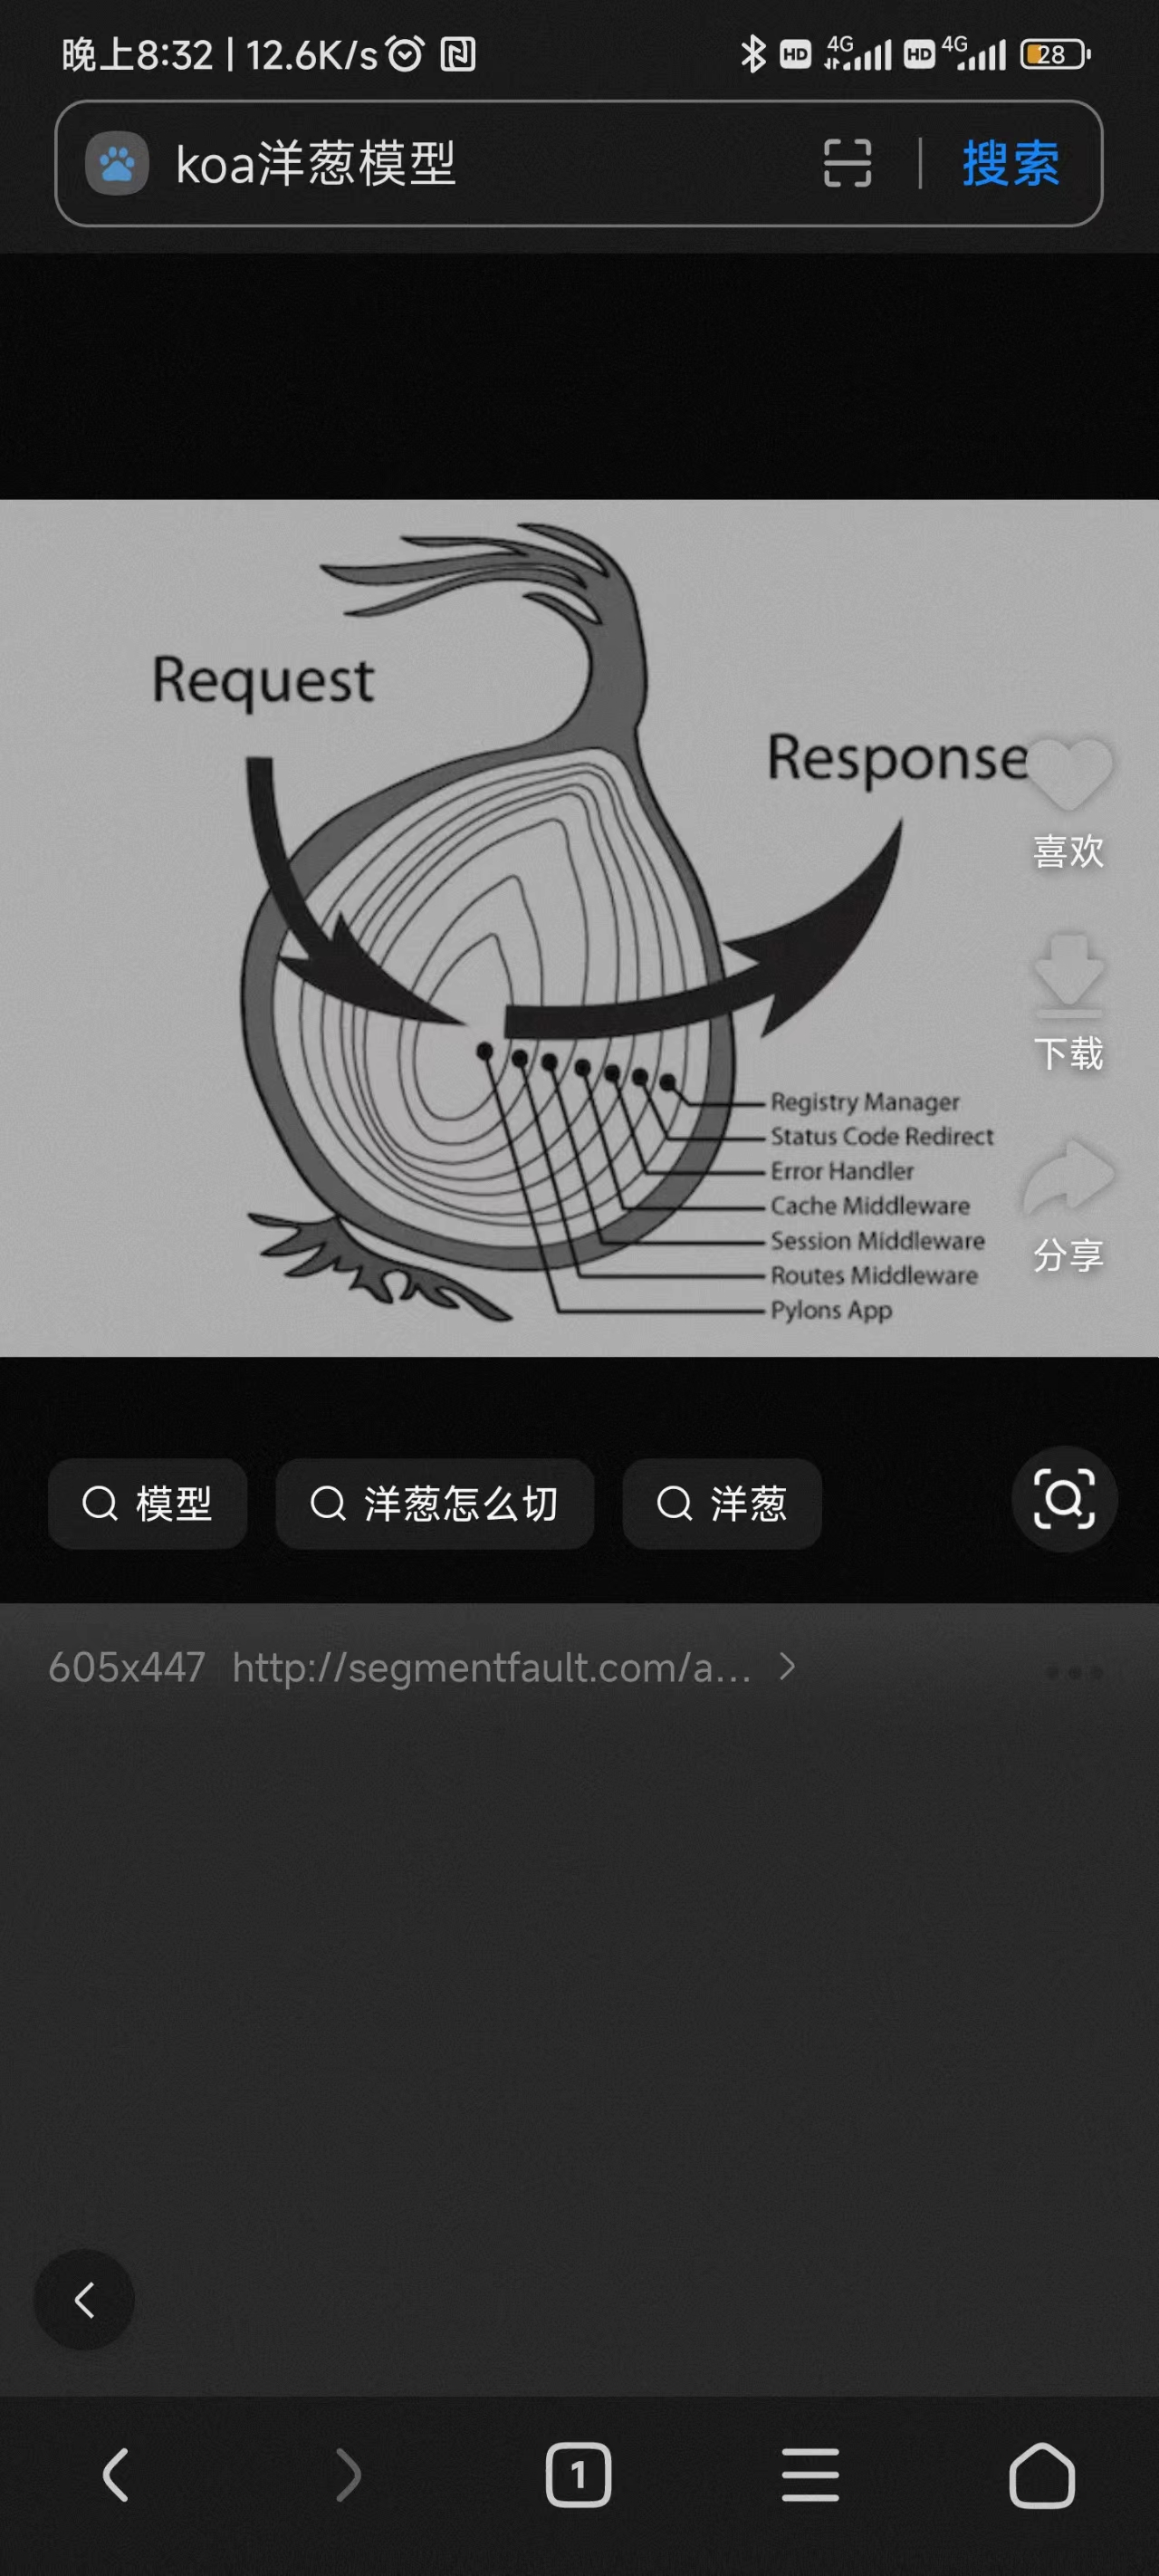 晚上8:32 | 12.6K/s
HD 4G HD 4G 28
koa洋葱模型
搜索
Request
Response
喜欢
下载
Registry Manager
Status Code Redirect
Error Handler
Cache Middleware
Session Middleware
Routes Middleware
Pylons App
分享
模型
洋葱怎么切
洋葱
605x447 http://segmentfault.com/a...
1